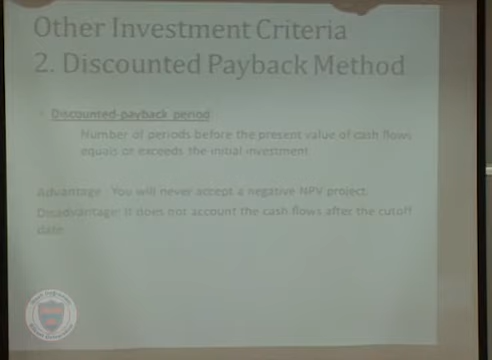 Other Investment Criteria
2. Discounted Payback Method
Discounted payback period
Number of periods before the present value of cash flows
equals or exceeds the initial investment
Advantage : You will never accept a negative NPV project.
Disadvantage: It does not account the cash flows after the cutoff
date